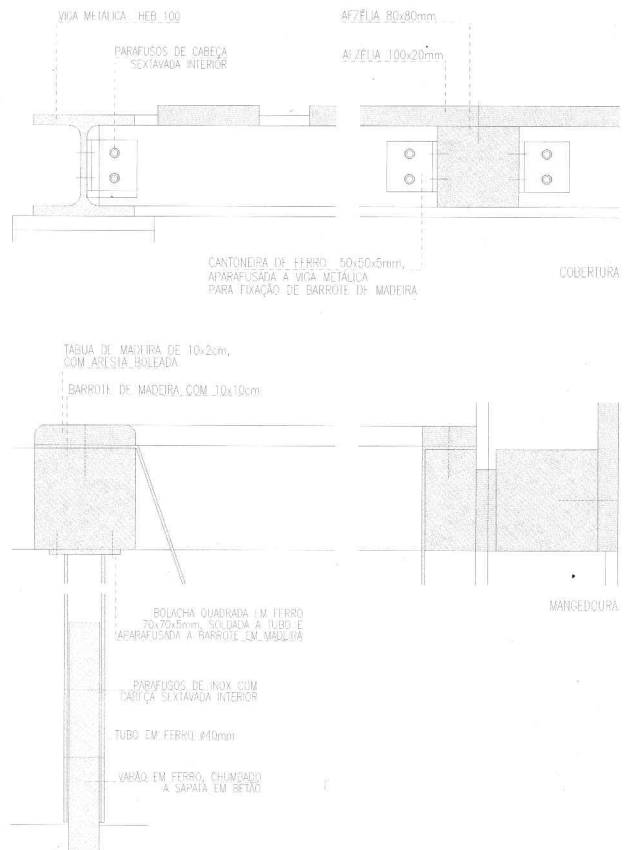 VIGA METALICA HEB 100
AFZÉLIA 80x80mm
PARAFUSOS DE CABEÇA
SEXTAVADA INTERIOR
AFZÉLIA 100x20mm
CANTONEIRA DE FERRO 50x50x5mm,
APARAFUSADA A VIGA METÁLICA
PARA FIXAÇÃO DE BARROTE DE MADEIRA
COBERTURA
TÁBUA DE MADEIRA DE 10x2cm,
COM ARESTA BOLEADA
BARROTE DE MADEIRA COM 10x10cm
BOLACHA QUADRADA EM FERRO
70x70x5mm, SOLDADA A TUBO E
APARAFUSADA A BARROTE EM MADEIRA
MANGEDOURA
PARAFUSOS DE INOX COM
CABEÇA SEXTAVADA INTERIOR
TUBO EM FERRO Ø40mm
VARÃO EM FERRO, CHUMBADO
A SAPATA EM BETÃO